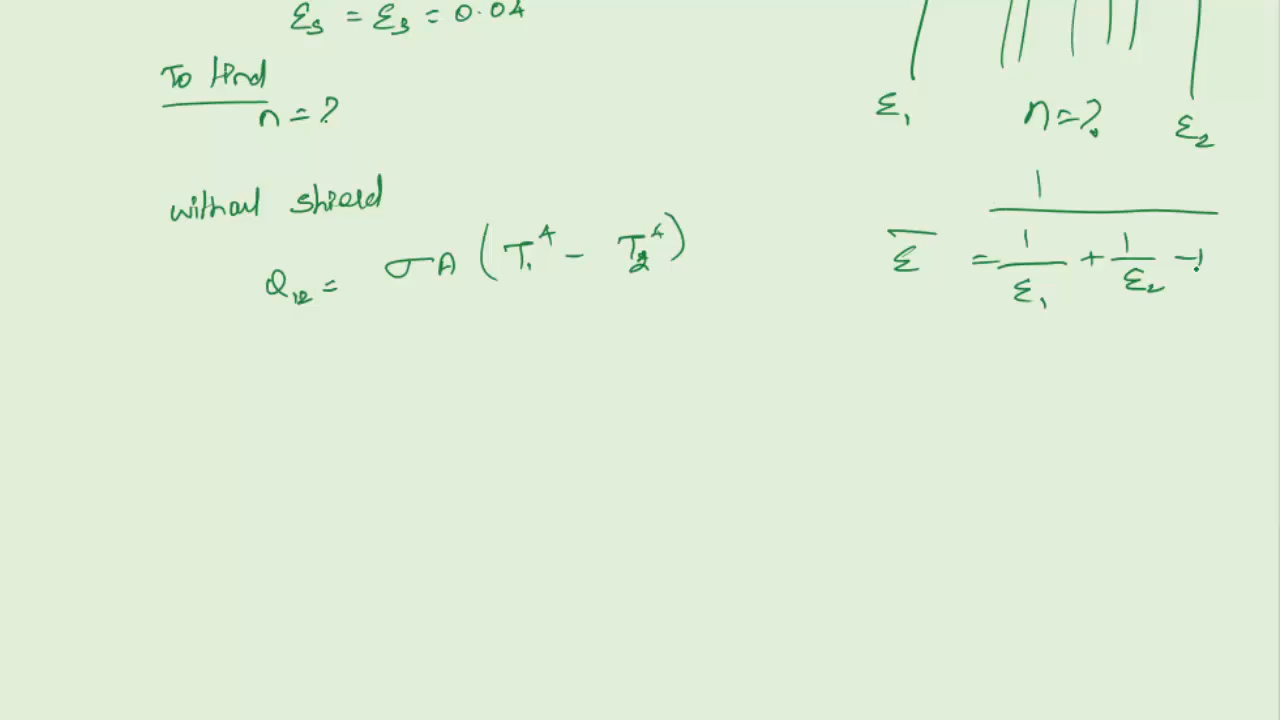 εs = ε3 = 0.04
To find
n = ?
ε1
n=?
ε2
without shield
Q12 = σA (T1^4 - T2^4)
ε̅ = 1 / (1/ε1 + 1/ε2 - 1)